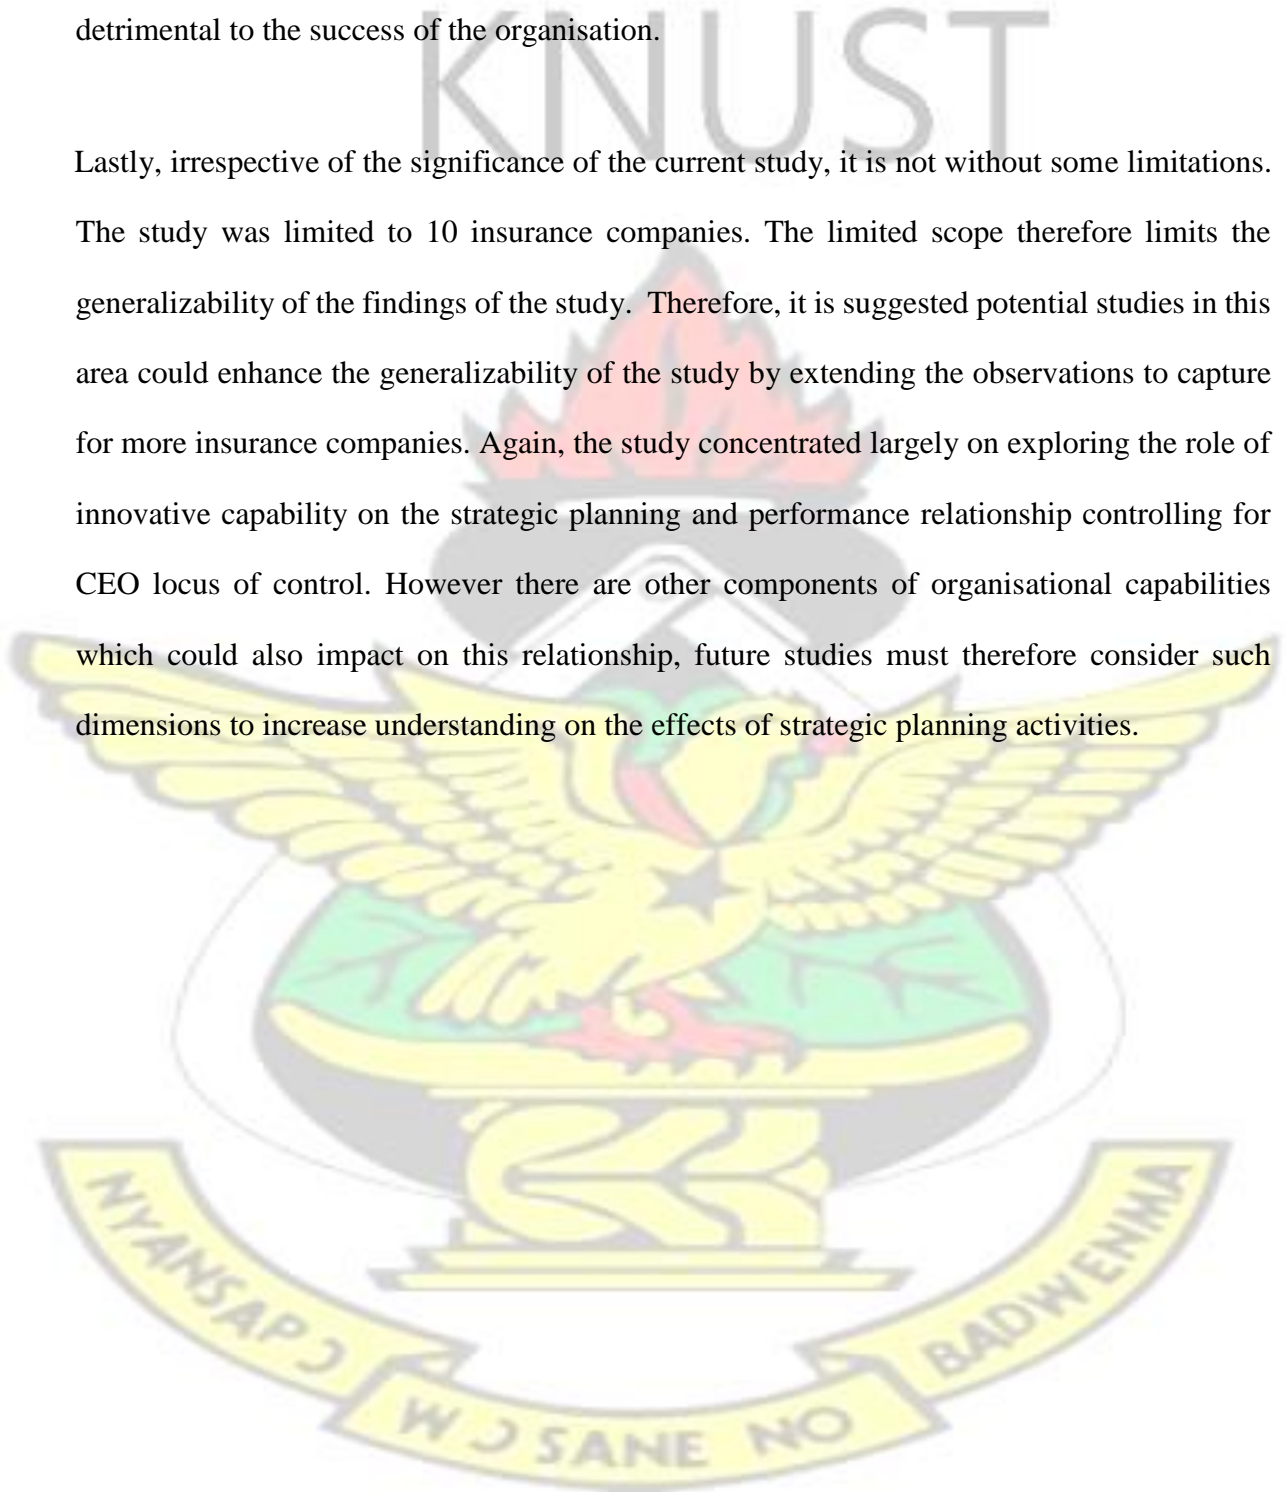 KNUST
detrimental to the success of the organisation.
Lastly, irrespective of the significance of the current study, it is not without some limitations.
The study was limited to 10 insurance companies. The limited scope therefore limits the
generalizability of the findings of the study. Therefore, it is suggested potential studies in this
area could enhance the generalizability of the study by extending the observations to capture
for more insurance companies. Again, the study concentrated largely on exploring the role of
innovative capability on the strategic planning and performance relationship controlling for
CEO locus of control. However there are other components of organisational capabilities
which could also impact on this relationship, future studies must therefore consider such
dimensions to increase understanding on the effects of strategic planning activities.
NYANSAPƆ
WƆ SANE NO
BADWENMA